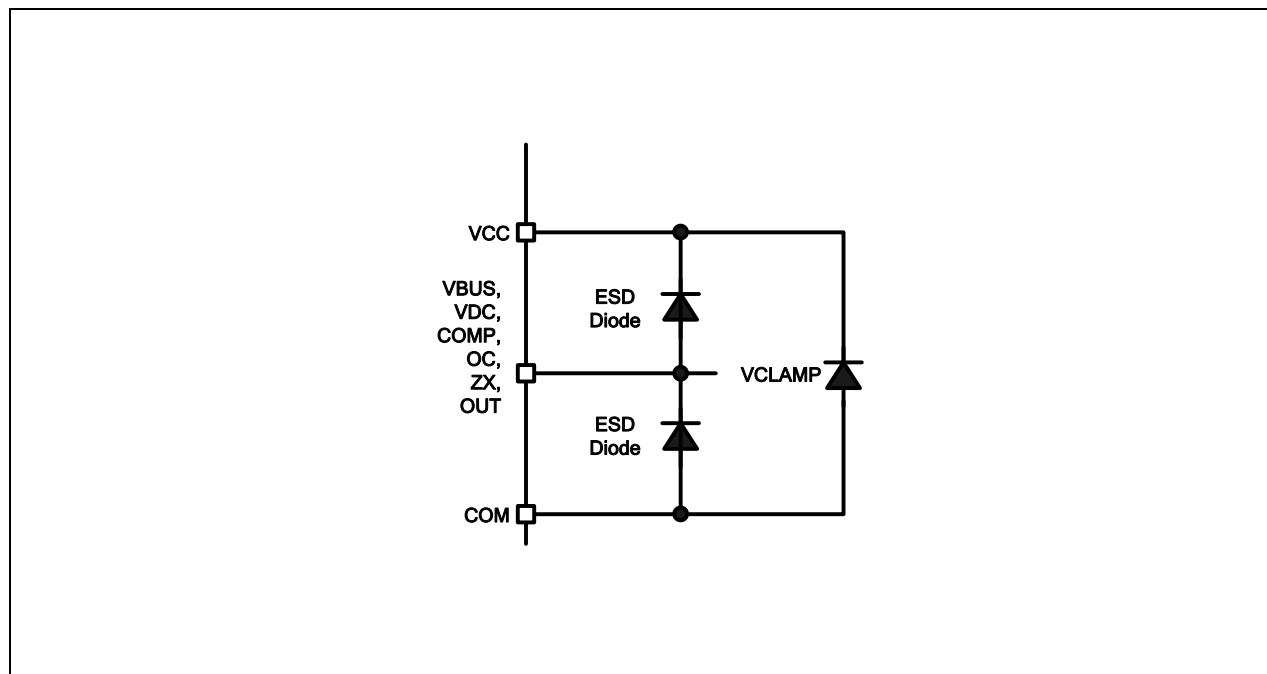 VCC
VBUS,
VDC,
COMP,
OC,
ZX,
OUT
ESD
Diode
VCLAMP
ESD
Diode
COM